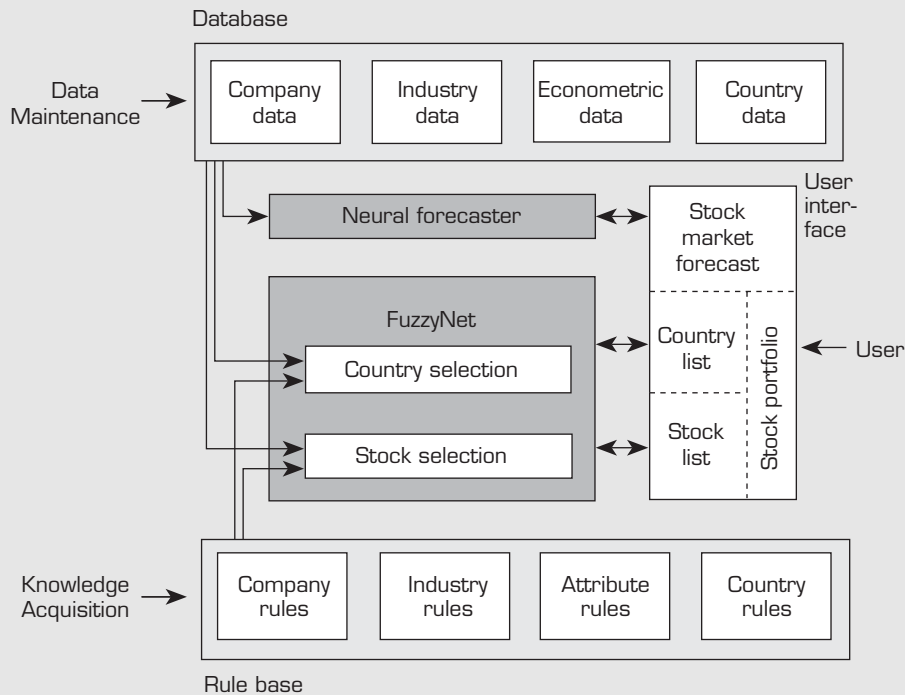 Database
Data
Maintenance
Company
data
Industry
data
Econometric
data
Country
data
Neural forecaster
User
inter-
face
Stock
market
forecast
FuzzyNet
Country selection
Stock selection
Country
list
Stock
list
Stock portfolio
User
Knowledge
Acquisition
Company
rules
Industry
rules
Attribute
rules
Country
rules
Rule base